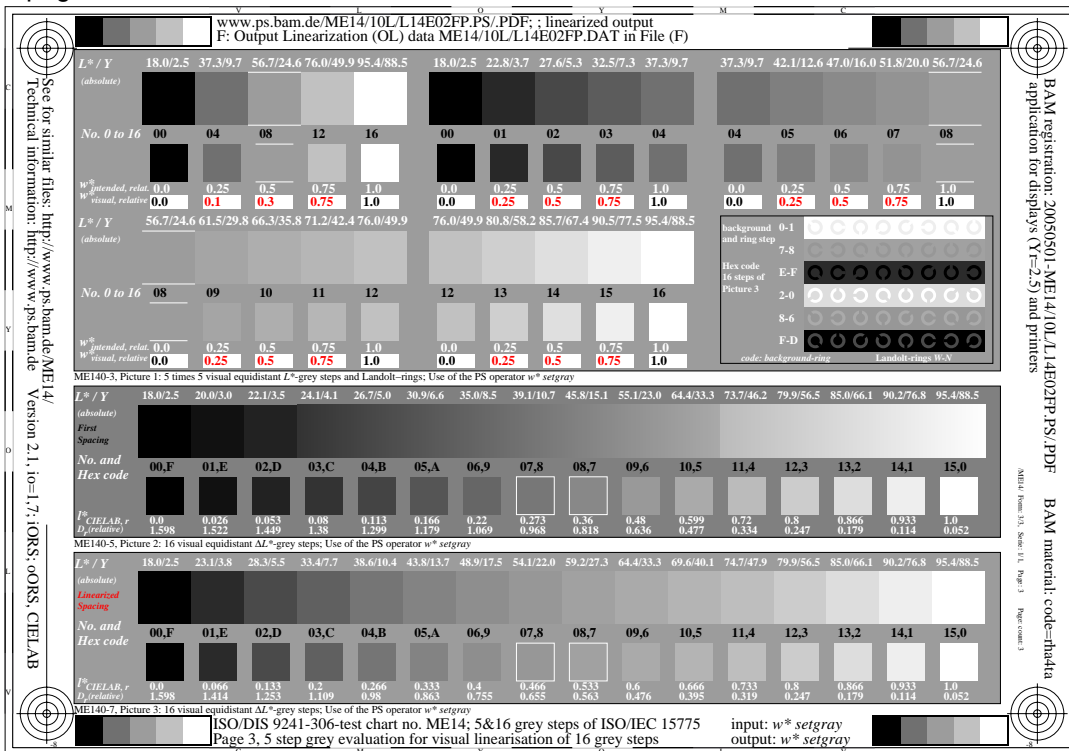 V L O Y M C
www.ps.bam.de/ME14/10L/L14E02FP.PS/.PDF; ; linearized output
F: Output Linearization (OL) data ME14/10L/L14E02FP.DAT in File (F)
See for similar files: http://www.ps.bam.de/ME14/
Technical information: http://www.ps.bam.de Version 2.1, io=1,7; iORS; oORS, CIELAB
L* / Y 18.0/2.5 37.3/9.7 56.7/24.6 76.0/49.9 95.4/88.5 18.0/2.5 22.8/3.7 27.6/5.3 32.5/7.3 37.3/9.7 37.3/9.7 42.1/12.6 47.0/16.0 51.8/20.0 56.7/24.6
(absolute)
No. 0 to 16 00 04 08 12 16 00 01 02 03 04 04 05 06 07 08
w* intended, relat. 0.0 0.25 0.5 0.75 1.0 0.0 0.25 0.5 0.75 1.0 0.0 0.25 0.5 0.75 1.0
w* visual, relative 0.0 0.1 0.3 0.75 1.0 0.0 0.25 0.5 0.75 1.0 0.0 0.25 0.5 0.75 1.0
L* / Y 56.7/24.6 61.5/29.8 66.3/35.8 71.2/42.4 76.0/49.9 76.0/49.9 80.8/58.2 85.7/67.4 90.5/77.5 95.4/88.5
(absolute)
No. 0 to 16 08 09 10 11 12 12 13 14 15 16
w* intended, relat. 0.0 0.25 0.5 0.75 1.0 0.0 0.25 0.5 0.75 1.0
w* visual, relative 0.0 0.25 0.5 0.75 1.0 0.0 0.25 0.5 0.75 1.0
background 0-1
and ring step
7-8
Hex code E-F
16 steps of
Picture 3 2-0
8-6
F-D
code: background-ring Landolt-rings W-N
ME140-3, Picture 1: 5 times 5 visual equidistant L*-grey steps and Landolt-rings; Use of the PS operator w* setgray
L* / Y 18.0/2.5 20.0/3.0 22.1/3.5 24.1/4.1 26.7/5.0 30.9/6.6 35.0/8.5 39.1/10.7 45.8/15.1 55.1/23.0 64.4/33.3 73.7/46.2 79.9/56.5 85.0/66.1 90.2/76.8 95.4/88.5
(absolute)
First
Spacing
No. and
Hex code 00,F 01,E 02,D 03,C 04,B 05,A 06,9 07,8 08,7 09,6 10,5 11,4 12,3 13,2 14,1 15,0
l* CIELAB, r 0.0 0.026 0.053 0.08 0.113 0.166 0.22 0.273 0.36 0.48 0.599 0.72 0.8 0.866 0.933 1.0
Dr(relative) 1.598 1.522 1.449 1.38 1.299 1.179 1.069 0.968 0.818 0.636 0.477 0.334 0.247 0.179 0.114 0.052
ME140-5, Picture 2: 16 visual equidistant ΔL*-grey steps; Use of the PS operator w* setgray
L* / Y 18.0/2.5 23.1/3.8 28.3/5.5 33.4/7.7 38.6/10.4 43.8/13.7 48.9/17.5 54.1/22.0 59.2/27.3 64.4/33.3 69.6/40.1 74.7/47.9 79.9/56.5 85.0/66.1 90.2/76.8 95.4/88.5
(absolute)
Linearized
Spacing
No. and
Hex code 00,F 01,E 02,D 03,C 04,B 05,A 06,9 07,8 08,7 09,6 10,5 11,4 12,3 13,2 14,1 15,0
l* CIELAB, r 0.0 0.066 0.133 0.2 0.266 0.333 0.4 0.466 0.533 0.6 0.666 0.733 0.8 0.866 0.933 1.0
Dr(relative) 1.598 1.414 1.253 1.109 0.98 0.863 0.755 0.655 0.563 0.476 0.395 0.319 0.247 0.179 0.114 0.052
ME140-7, Picture 3: 16 visual equidistant ΔL*-grey steps; Use of the PS operator w* setgray
ISO/DIS 9241-306-test chart no. ME14; 5&16 grey steps of ISO/IEC 15775 input: w* setgray
Page 3, 5 step grey evaluation for visual linearisation of 16 grey steps output: w* setgray
BAM registration: 20050501-ME14/10L/L14E02FP.PS/.PDF BAM material: code=rha4ta
application for displays (Yr=2.5) and printers
/ME14/ Form: 3/3, Serie: 1/1, Page: 3 Page: count: 3
C
M
Y
O
L
V
-8
-8